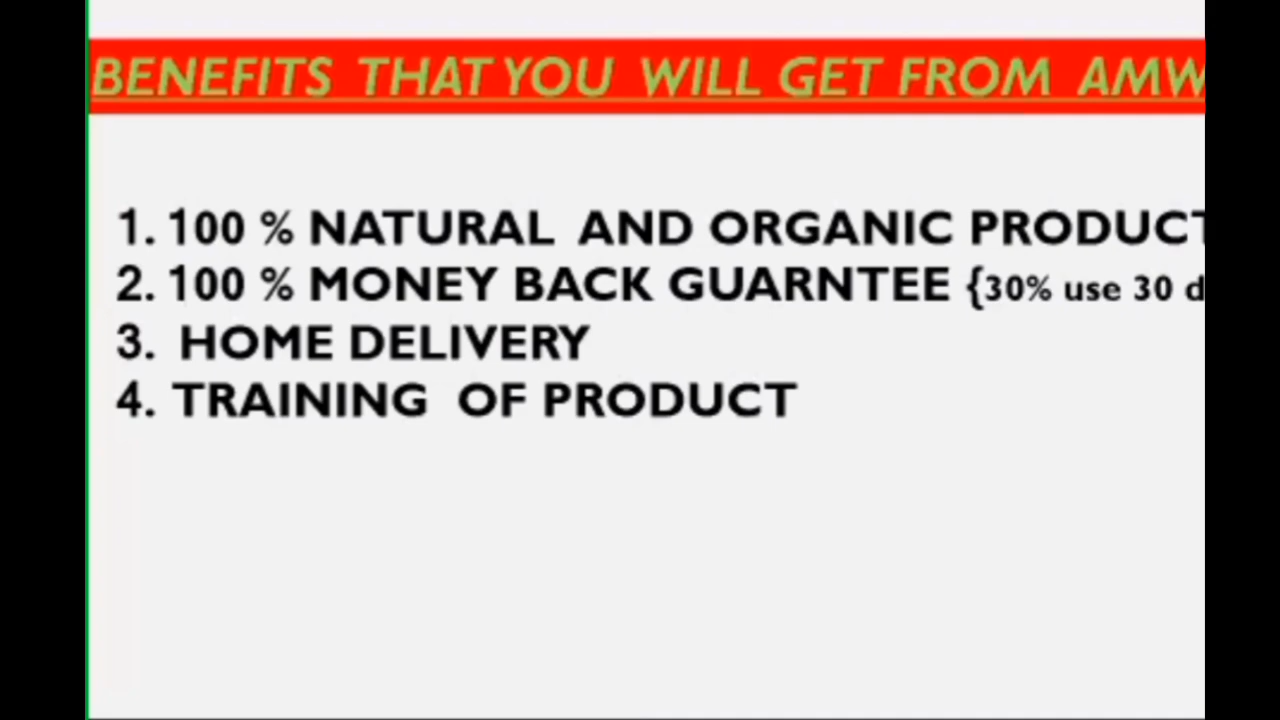 BENEFITS THAT YOU WILL GET FROM AMW
1. 100 % NATURAL AND ORGANIC PRODUCT
2. 100 % MONEY BACK GUARNTEE {30% use 30 d
3. HOME DELIVERY
4. TRAINING OF PRODUCT